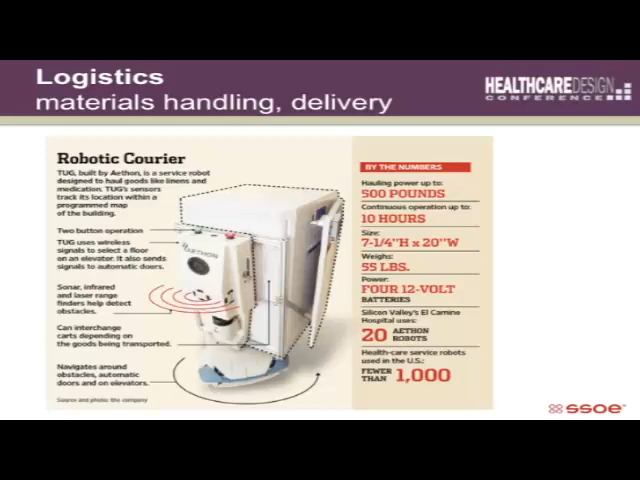 Logistics
materials handling, delivery
HEALTHCAREDESIGN
CONFERENCE
Robotic Courier
TUG, built by Aethon, is a service robot
designed to haul goods like linens and
medication. TUG's sensors
track its location within a
programmed map
of the building.
Two button operation
TUG uses wireless
signals to select a floor
on an elevator. It also sends
signals to automatic doors.
Sonar, infrared
and laser range
finders help detect
obstacles.
Can interchange
carts depending on
the goods being transported.
Navigates around
obstacles, automatic
doors and on elevators.
Source and photo: the company
AETHON
BY THE NUMBERS
Hauling power up to:
500 POUNDS
Continuous operation up to:
10 HOURS
Size:
7-1/4"H x 20"W
Weighs:
55 LBS.
Power:
FOUR 12-VOLT
BATTERIES
Silicon Valley's El Camine
Hospital uses:
20 AETHON
ROBOTS
Health-care service robots
used in the U.S.:
FEWER
THAN 1,000
ssoe